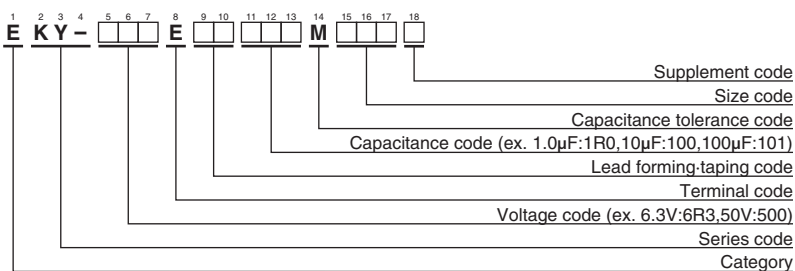 1 2 3 4 5 6 7 8 9 10 11 12 13 14 15 16 17 18
E K Y – E M
Supplement code
Size code
Capacitance tolerance code
Capacitance code (ex. 1.0μF:1R0,10μF:100,100μF:101)
Lead forming·taping code
Terminal code
Voltage code (ex. 6.3V:6R3,50V:500)
Series code
Category